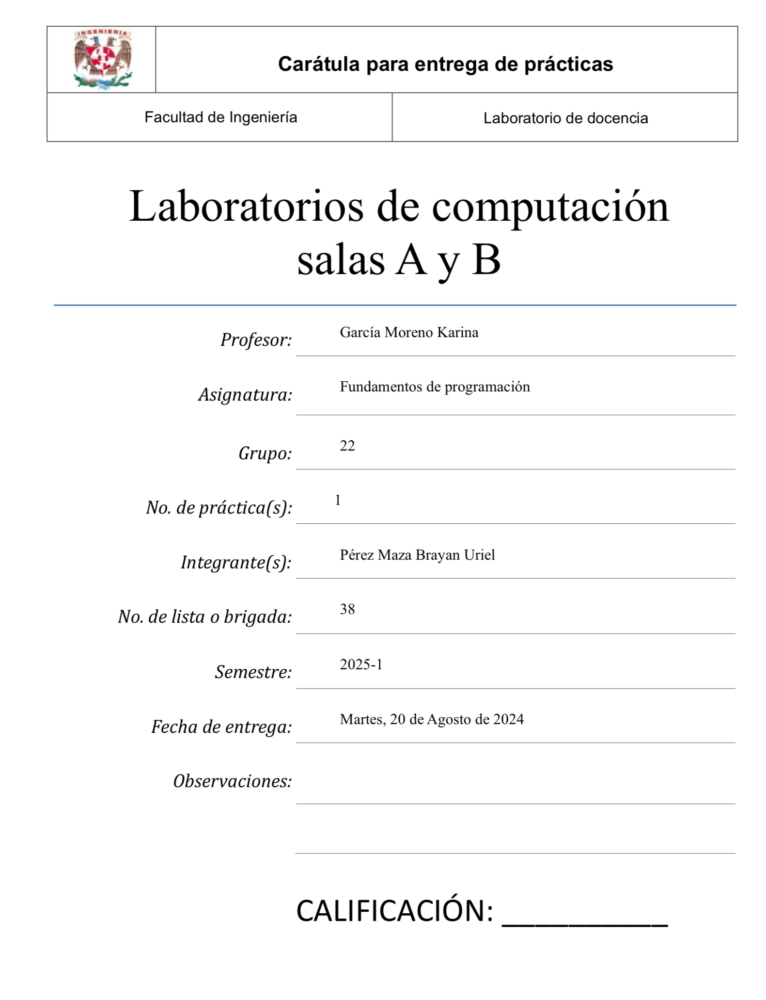 INGENIERIA
F I
Carátula para entrega de prácticas
Facultad de Ingeniería
Laboratorio de docencia
Laboratorios de computación
salas A y B
Profesor: García Moreno Karina
Asignatura: Fundamentos de programación
Grupo: 22
No. de práctica(s): 1
Integrante(s): Pérez Maza Brayan Uriel
No. de lista o brigada: 38
Semestre: 2025-1
Fecha de entrega: Martes, 20 de Agosto de 2024
Observaciones:
CALIFICACIÓN: __________